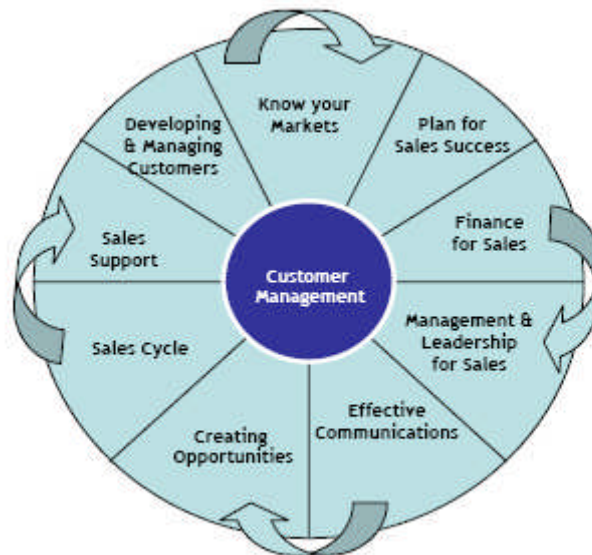 Know your
Markets
Plan for
Sales Success
Finance
for Sales
Management &
Leadership
for Sales
Effective
Communications
Creating
Opportunities
Sales Cycle
Sales
Support
Developing
& Managing
Customers
Customer
Management